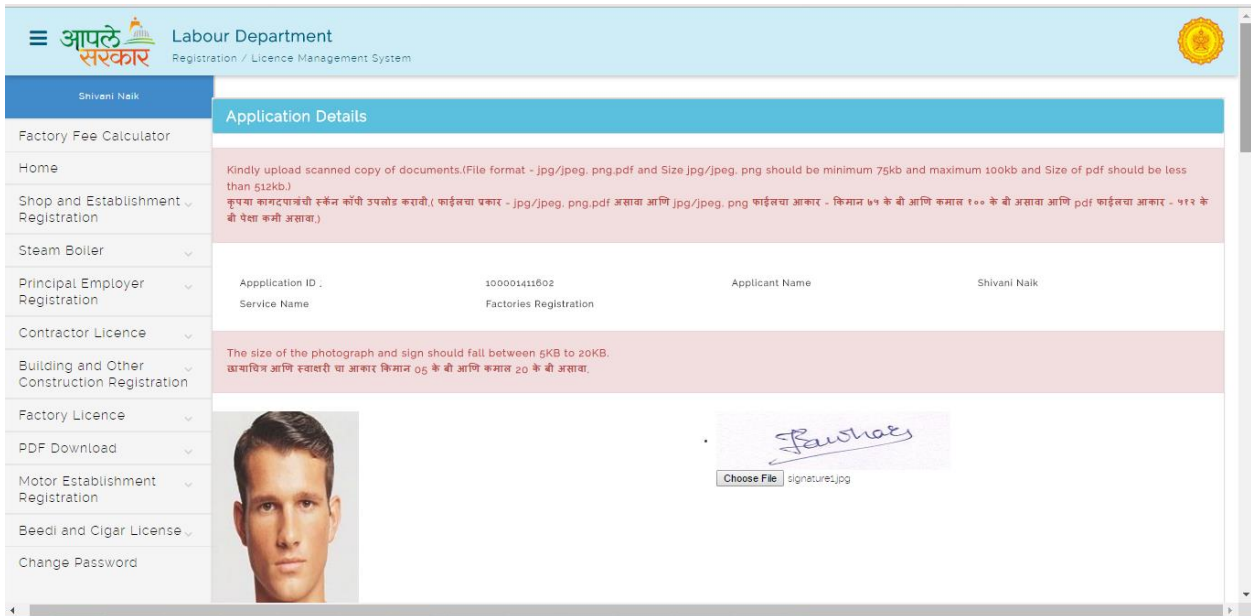 आपले सरकार
Labour Department
Registration / Licence Management System
Shivani Naik
Factory Fee Calculator
Home
Shop and Establishment Registration
Steam Boiler
Principal Employer Registration
Contractor Licence
Building and Other Construction Registration
Factory Licence
PDF Download
Motor Establishment Registration
Beedi and Cigar License
Change Password
Application Details
Kindly upload scanned copy of documents.(File format - jpg/jpeg, png,pdf and Size jpg/jpeg, png should be minimum 75kb and maximum 100kb and Size of pdf should be less
than 512kb.)
कृपया कागदपत्रांची स्कॅन कॉपी उपलोड करावी.( फाईलचा प्रकार - jpg/jpeg, png,pdf असावा आणि jpg/jpeg, png फाईलचा आकार - किमान ७५ के बी आणि कमाल १०० के बी असावा आणि pdf फाईलचा आकार - ५१२ के
बी पेक्षा कमी असावा.)
Appplication ID . 100001411602 Applicant Name Shivani Naik
Service Name Factories Registration
The size of the photograph and sign should fall between 5KB to 20KB.
छायाचित्र आणि स्वाक्षरी चा आकार किमान 05 के बी आणि कमाल 20 के बी असावा.
Choose File signature1.jpg